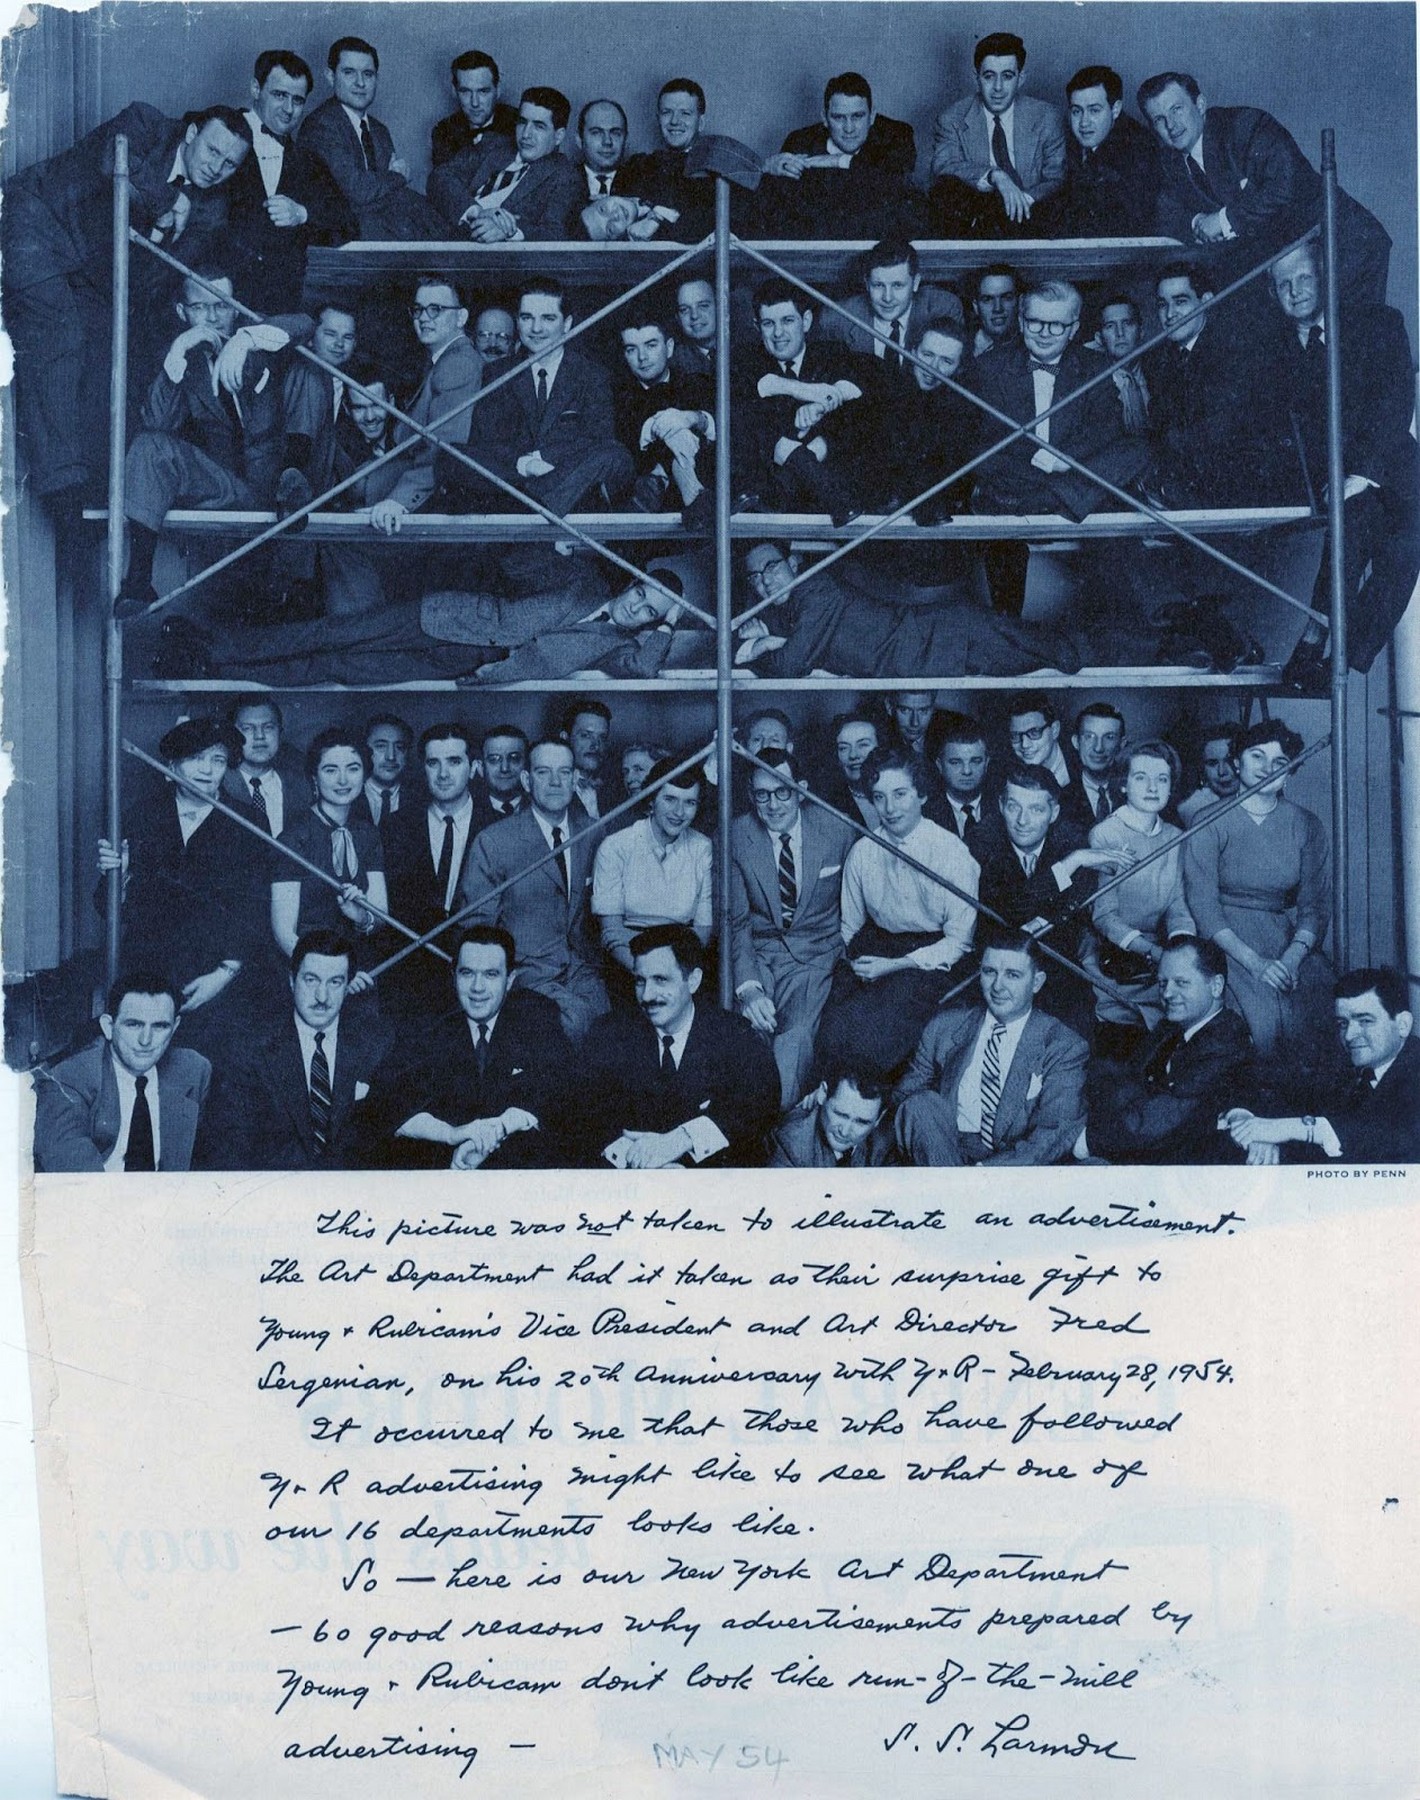 PHOTO BY PENN
This picture was not taken to illustrate an advertisement.
The Art Department had it taken as their surprise gift to
Young + Rubicam's Vice President and Art Director Fred
Sergenian, on his 20th Anniversary with Y+R – February 28, 1954.
It occurred to me that those who have followed
Y+R advertising might like to see what one of
our 16 departments looks like.
So — here is our New York Art Department
– 60 good reasons why advertisements prepared by
Young + Rubicam don't look like run-of-the-mill
advertising –
S. S. Larmon
MAY 54